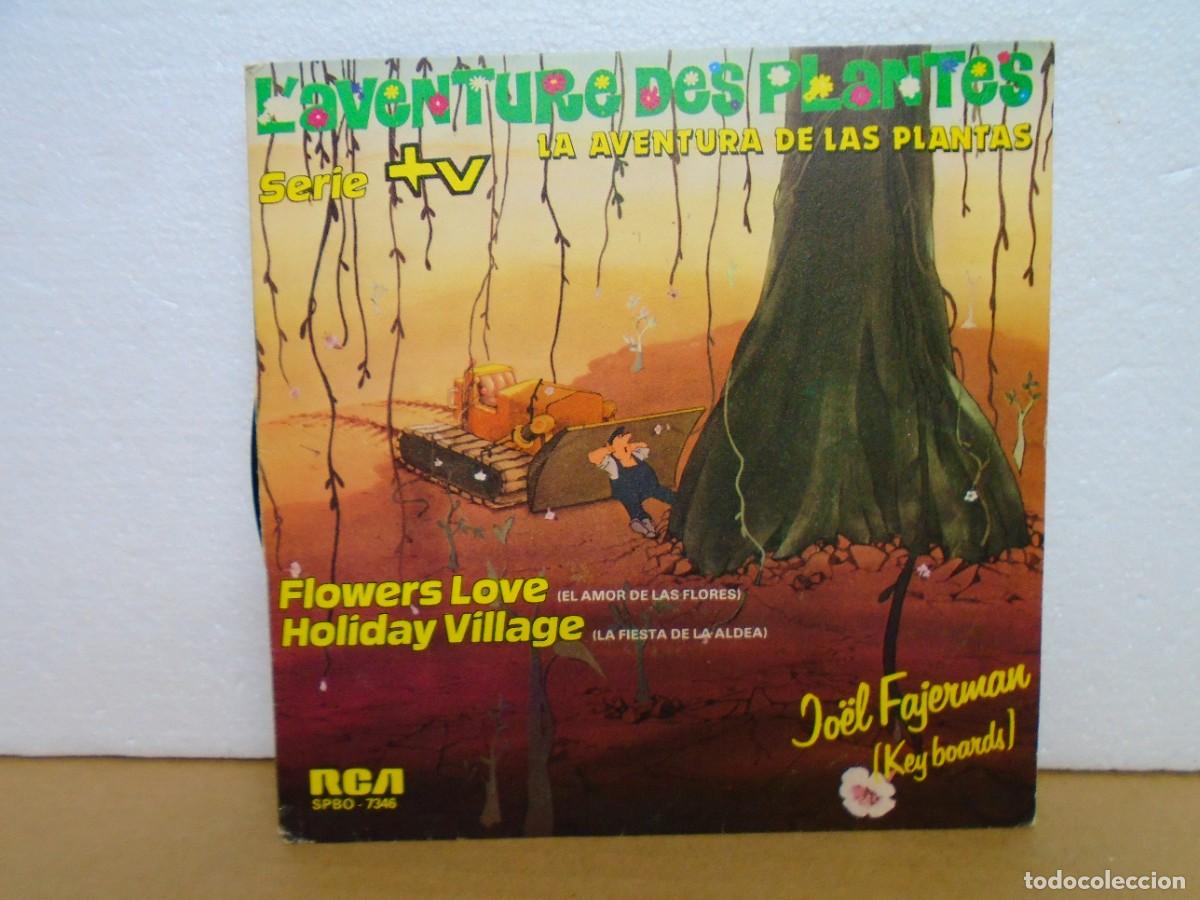 L'AVENTURE DES PLANTES
LA AVENTURA DE LAS PLANTAS
Serie tv
Flowers Love (EL AMOR DE LAS FLORES)
Holiday Village (LA FIESTA DE LA ALDEA)
Joël Fajerman
(Key boards)
RCA
SPBO - 7346
todocoleccion